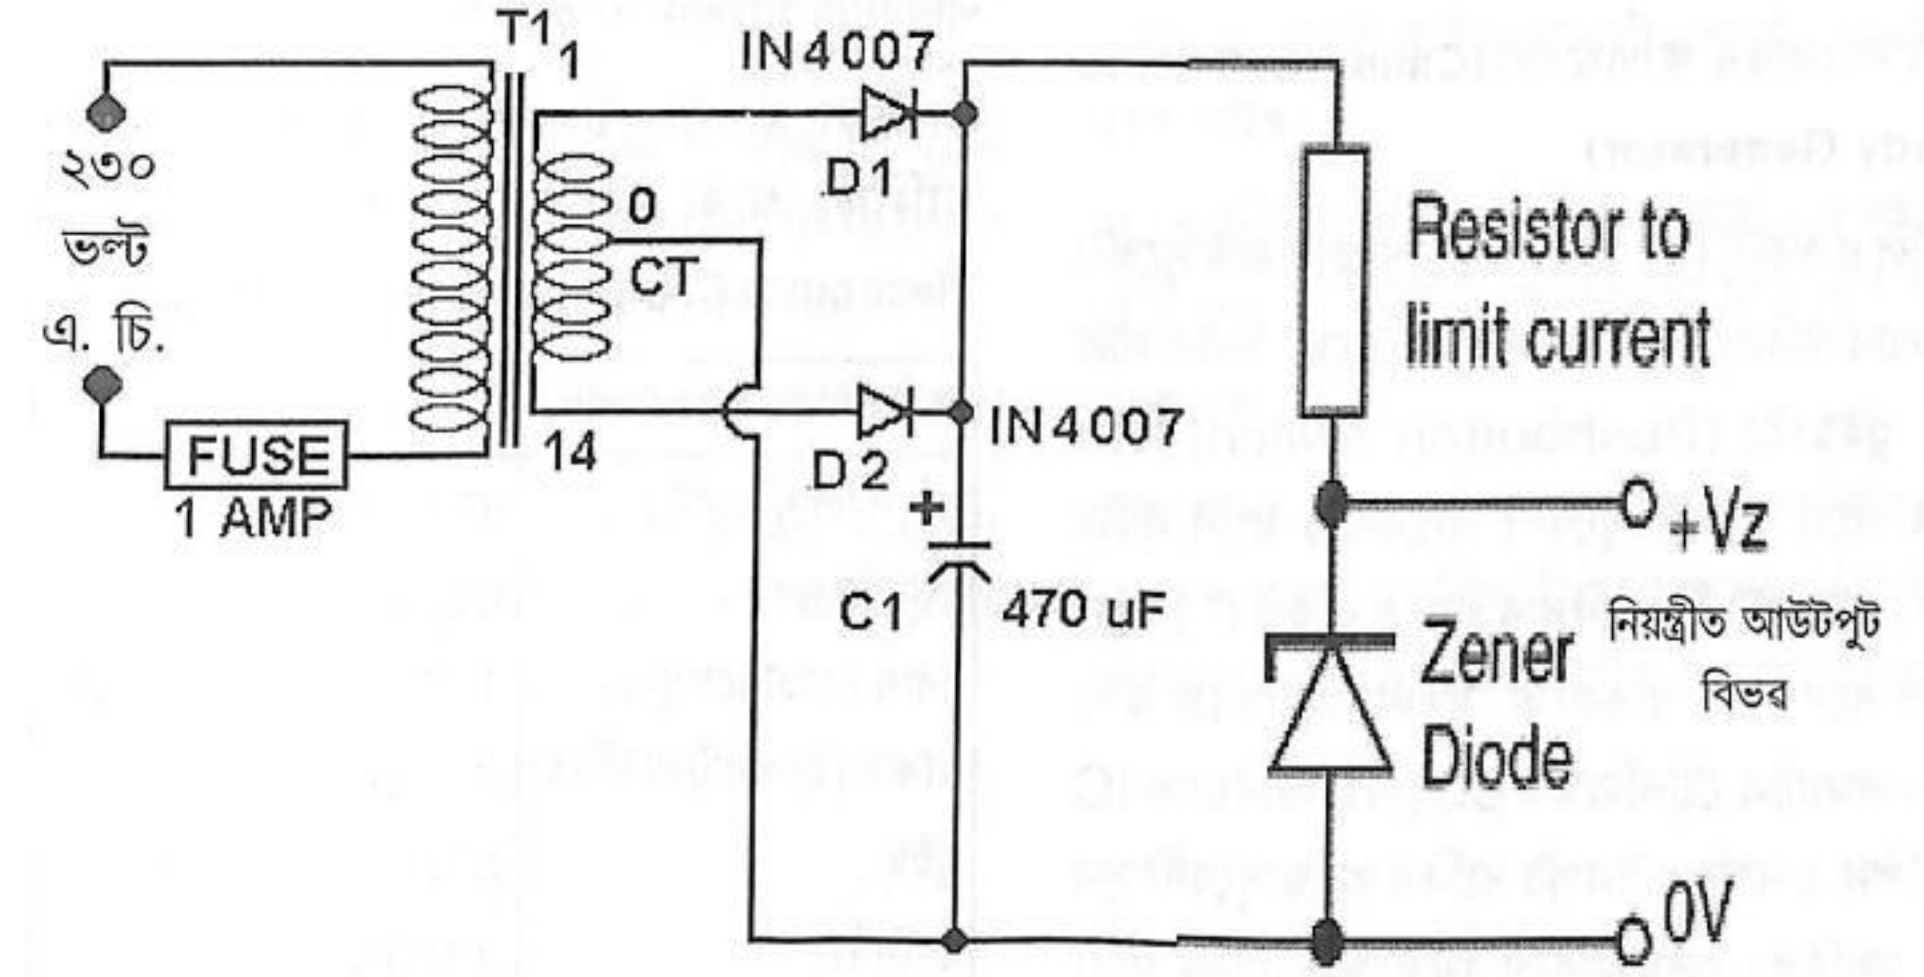 T1
1
IN4007
২৩০
ভল্ট
এ. চি.
D1
0
CT
Resistor to
limit current
FUSE
1 AMP
14
D2
IN4007
+
C1
470 uF
+Vz
নিয়ন্ত্ৰীত আউটপুট
বিভৱ
Zener
Diode
0V